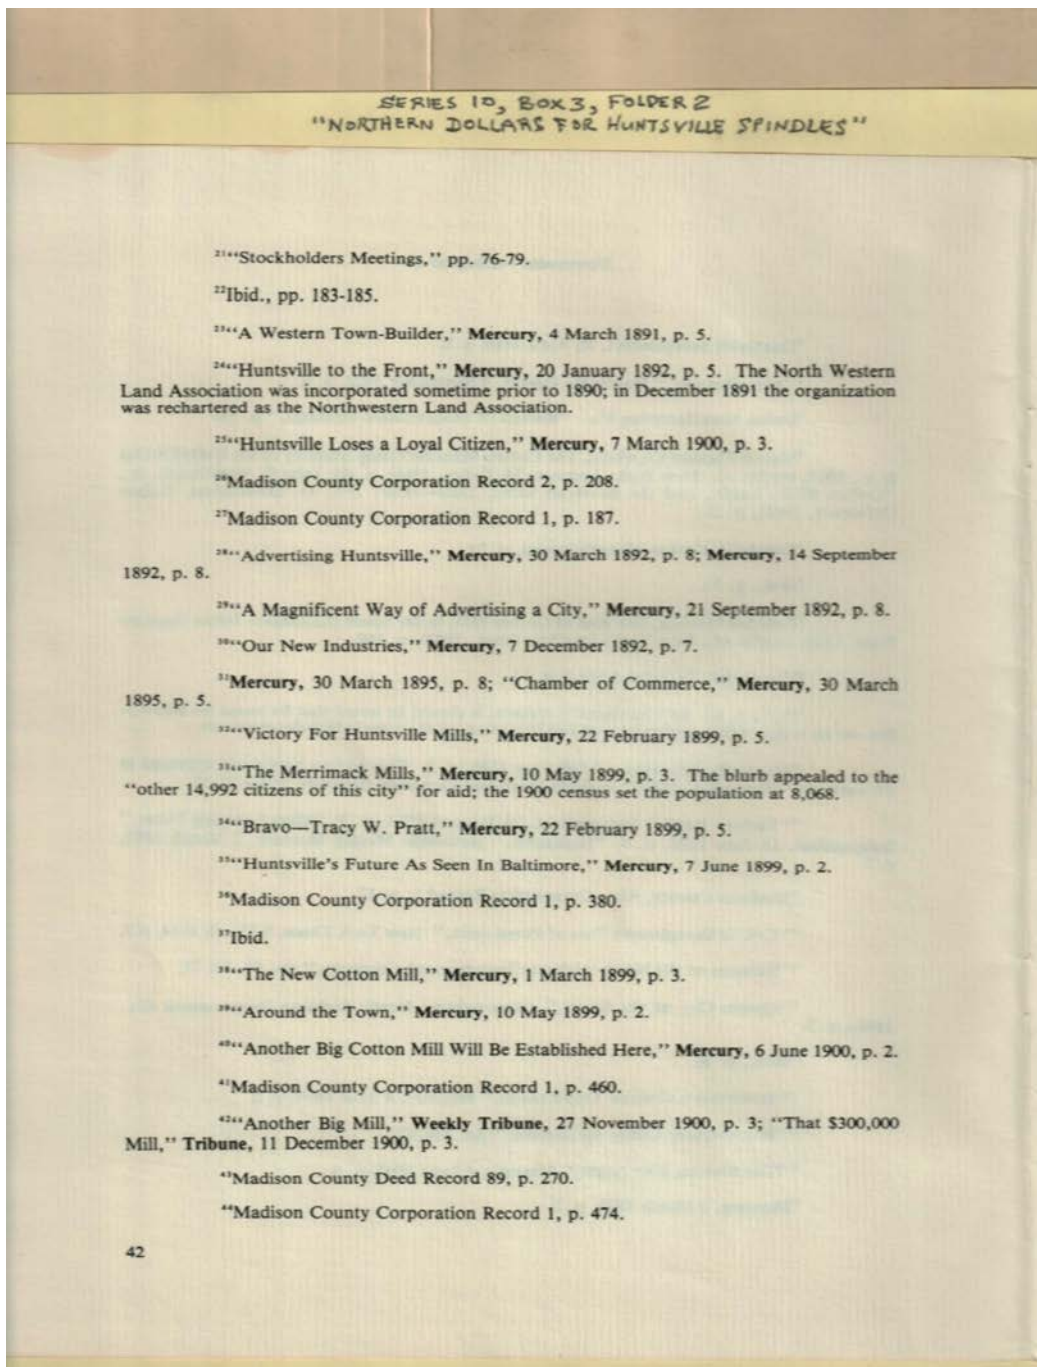 SERIES 10, BOX 3, FOLDER 2
"NORTHERN DOLLARS FOR HUNTSVILLE SPINDLES"
²¹“Stockholders Meetings,” pp. 76-79.
²²Ibid., pp. 183-185.
²³“A Western Town-Builder,” Mercury, 4 March 1891, p. 5.
²⁴“Huntsville to the Front,” Mercury, 20 January 1892, p. 5. The North Western
Land Association was incorporated sometime prior to 1890; in December 1891 the organization
was rechartered as the Northwestern Land Association.
²⁵“Huntsville Loses a Loyal Citizen,” Mercury, 7 March 1900, p. 3.
²⁶Madison County Corporation Record 2, p. 208.
²⁷Madison County Corporation Record 1, p. 187.
²⁸“Advertising Huntsville,” Mercury, 30 March 1892, p. 8; Mercury, 14 September
1892, p. 8.
²⁹“A Magnificent Way of Advertising a City,” Mercury, 21 September 1892, p. 8.
³⁰“Our New Industries,” Mercury, 7 December 1892, p. 7.
³¹Mercury, 30 March 1895, p. 8; “Chamber of Commerce,” Mercury, 30 March
1895, p. 5.
³²“Victory For Huntsville Mills,” Mercury, 22 February 1899, p. 5.
³³“The Merrimack Mills,” Mercury, 10 May 1899, p. 3. The blurb appealed to the
“other 14,992 citizens of this city” for aid; the 1900 census set the population at 8,068.
³⁴“Bravo—Tracy W. Pratt,” Mercury, 22 February 1899, p. 5.
³⁵“Huntsville’s Future As Seen In Baltimore,” Mercury, 7 June 1899, p. 2.
³⁶Madison County Corporation Record 1, p. 380.
³⁷Ibid.
³⁸“The New Cotton Mill,” Mercury, 1 March 1899, p. 3.
³⁹“Around the Town,” Mercury, 10 May 1899, p. 2.
⁴⁰“Another Big Cotton Mill Will Be Established Here,” Mercury, 6 June 1900, p. 2.
⁴¹Madison County Corporation Record 1, p. 460.
⁴²“Another Big Mill,” Weekly Tribune, 27 November 1900, p. 3; “That $300,000
Mill,” Tribune, 11 December 1900, p. 3.
⁴³Madison County Deed Record 89, p. 270.
⁴⁴Madison County Corporation Record 1, p. 474.
42